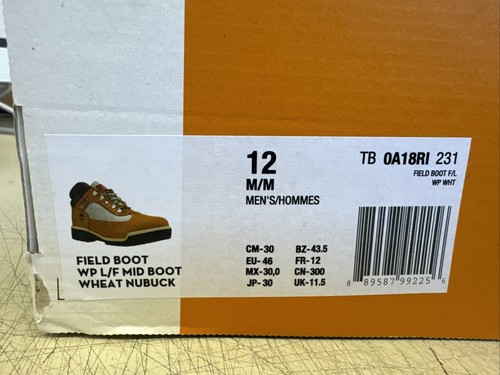 12
M/M
MEN'S/HOMMES
TB 0A18RI 231
FIELD BOOT F/L
WP WHT
FIELD BOOT
WP L/F MID BOOT
WHEAT NUBUCK
CM-30 BZ-43.5
EU-46 FR-12
MX-30,0 CN-300
JP-30 UK-11.5
8 89587 99225 6